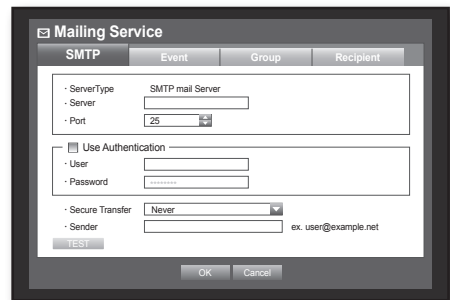 Mailing Service
SMTP Event Group Recipient
· ServerType SMTP mail Server
· Server
· Port 25
Use Authentication
· User
· Password ********
· Secure Transfer Never
· Sender ex. user@example.net
TEST
OK Cancel